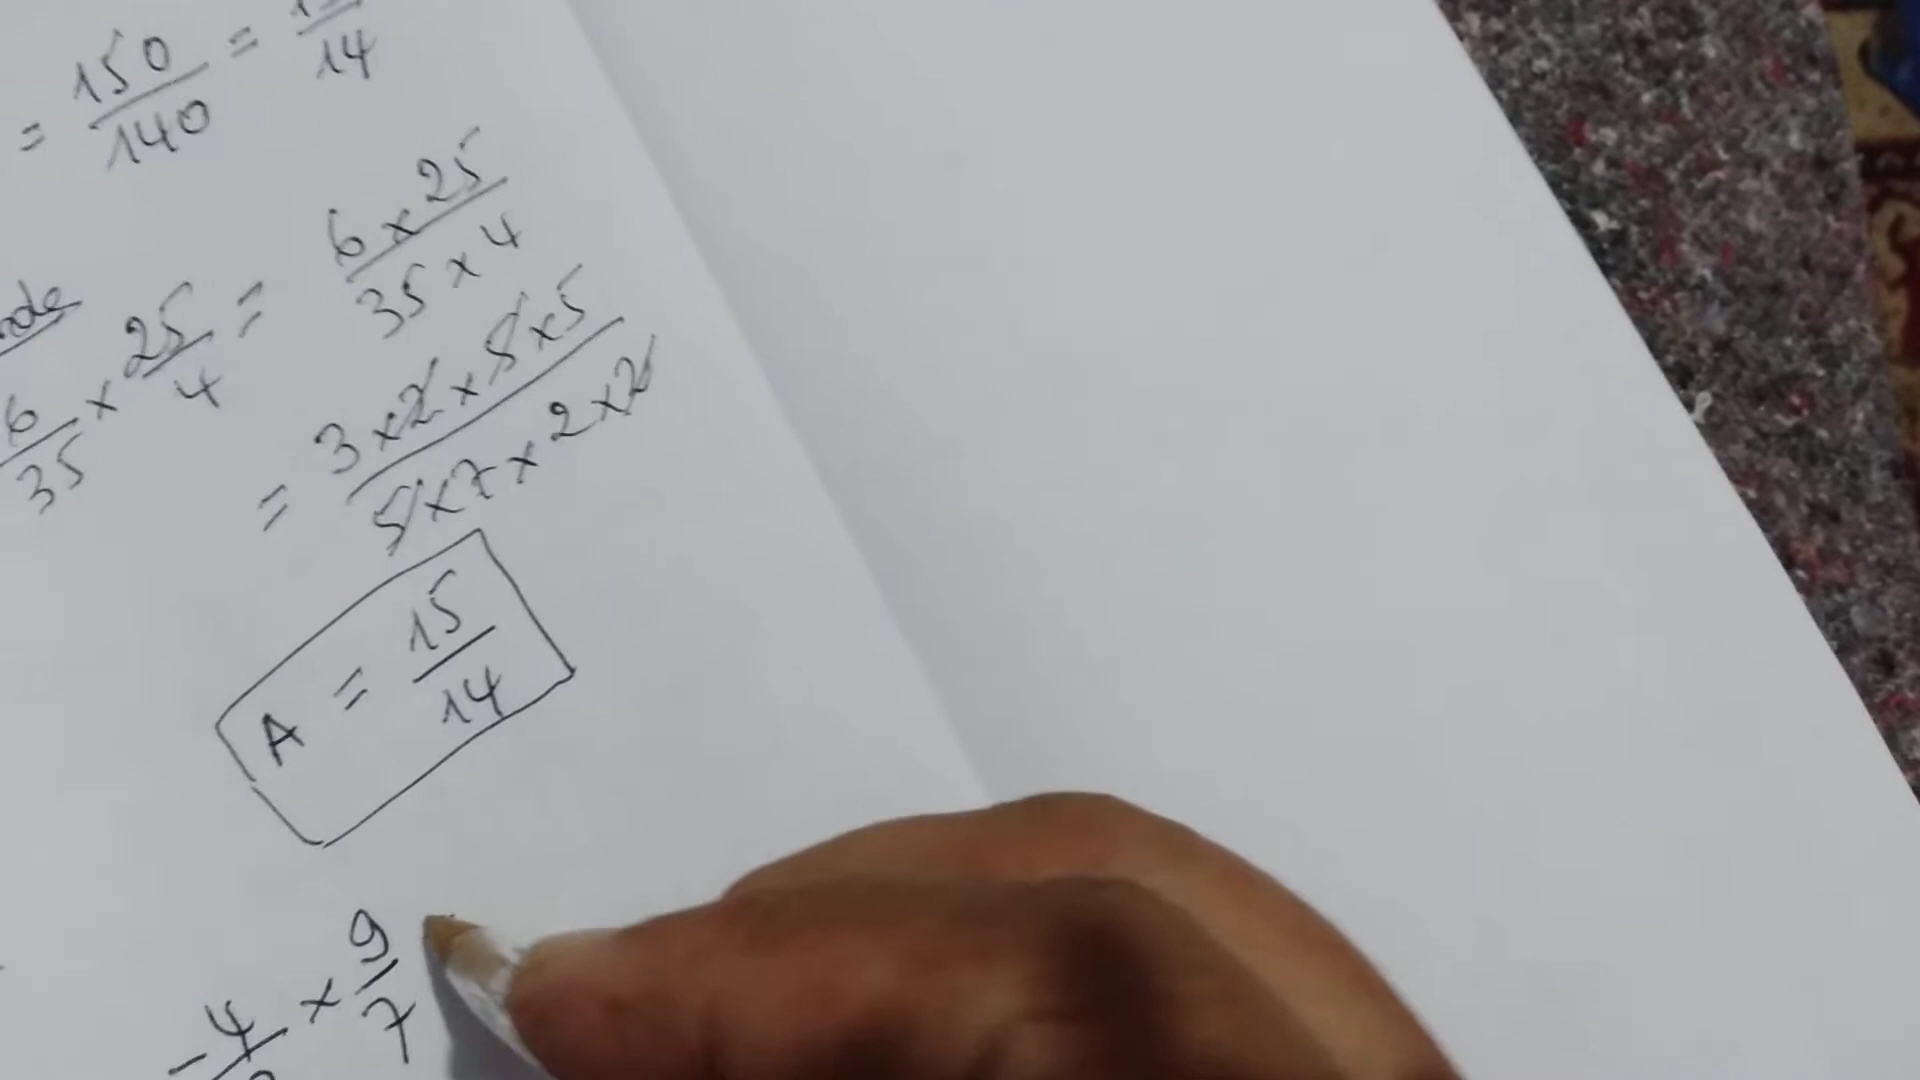 = 150/140 = /14
6/35 × 25/4 = 6 × 25/35 × 4
= 3 × 2 × 5 × 5/5 × 7 × 2 × 2
A = 15/14
-4/ × 9/7